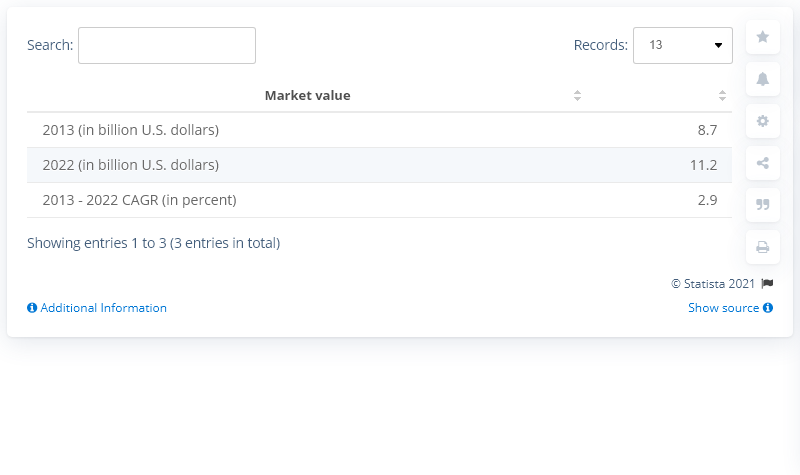 Search:
Records: 13
Market value
2013 (in billion U.S. dollars) 8.7
2022 (in billion U.S. dollars) 11.2
2013 - 2022 CAGR (in percent) 2.9
Showing entries 1 to 3 (3 entries in total)
© Statista 2021
Additional Information
Show source